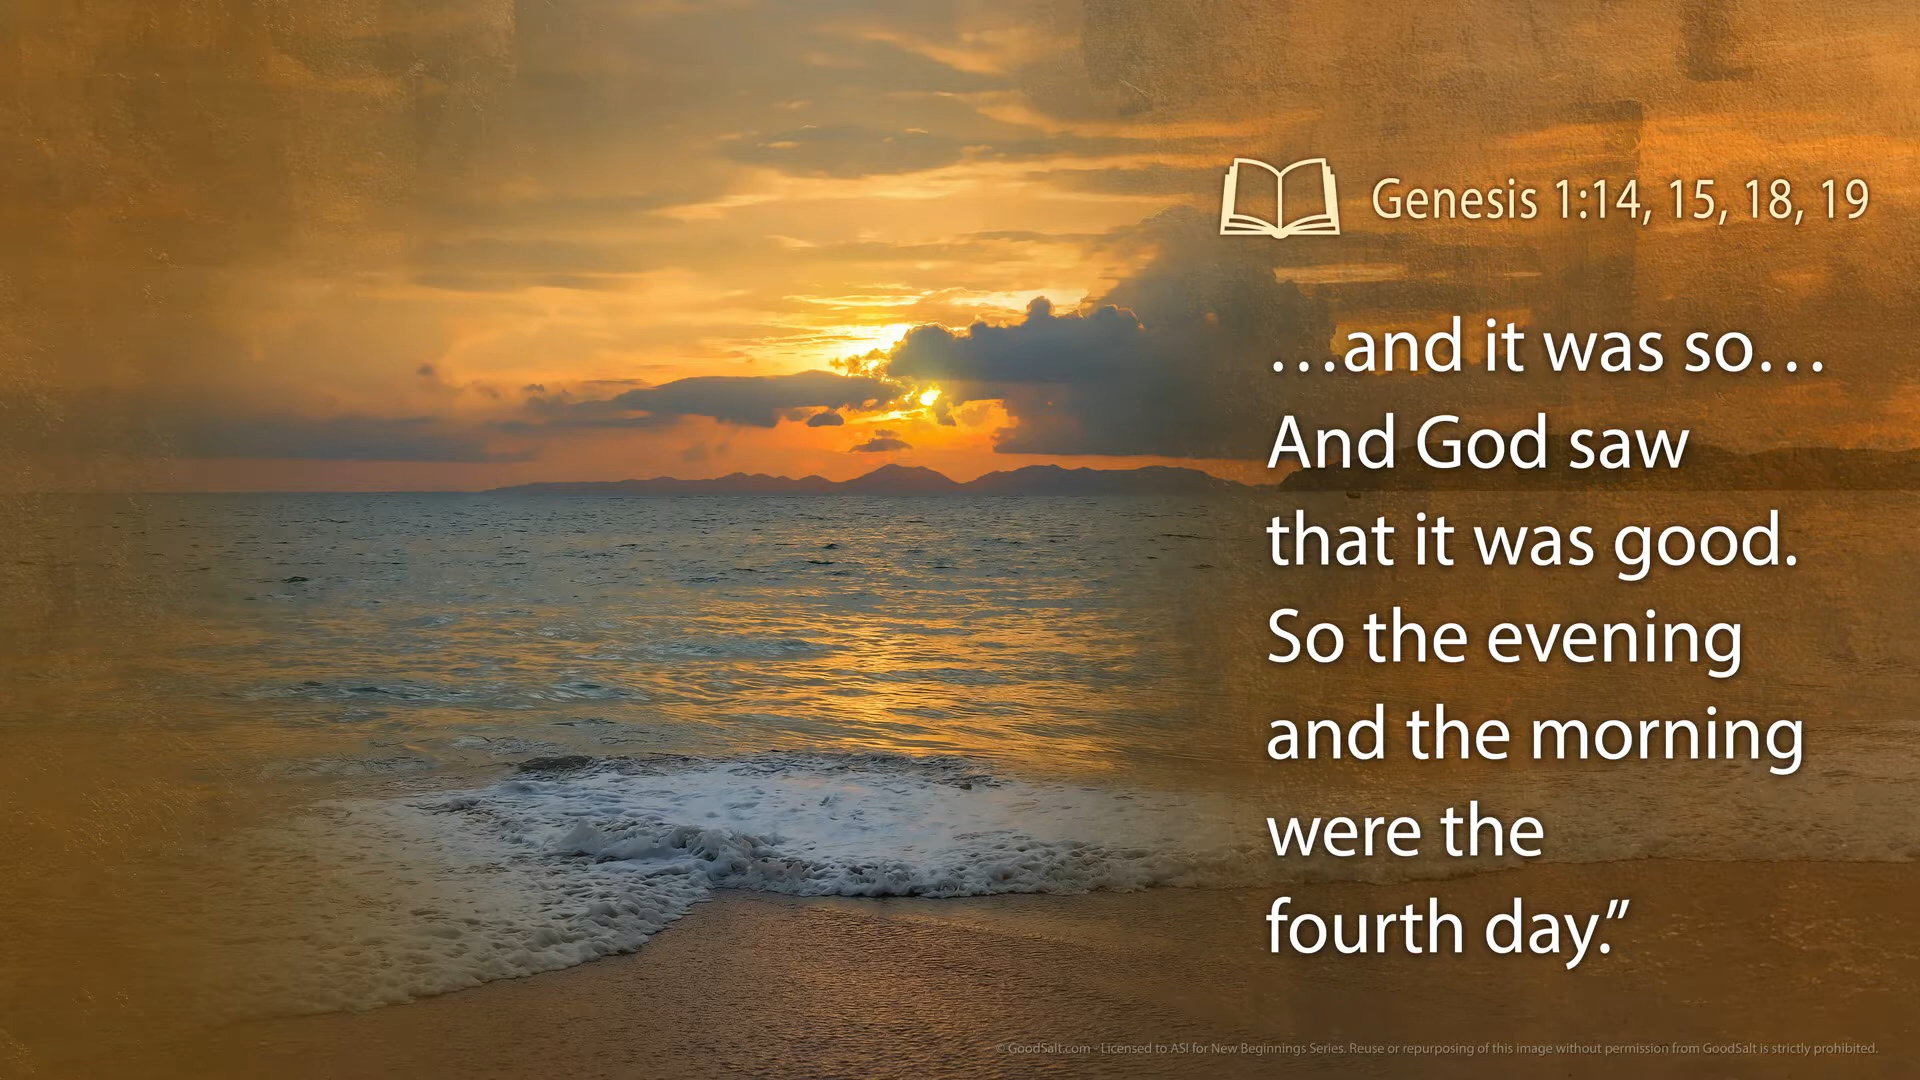 Genesis 1:14, 15, 18, 19
…and it was so…
And God saw
that it was good.
So the evening
and the morning
were the
fourth day.”
© GoodSalt.com - Licensed to ASI for New Beginnings Series. Reuse or repurposing of this image without permission from GoodSalt is strictly prohibited.